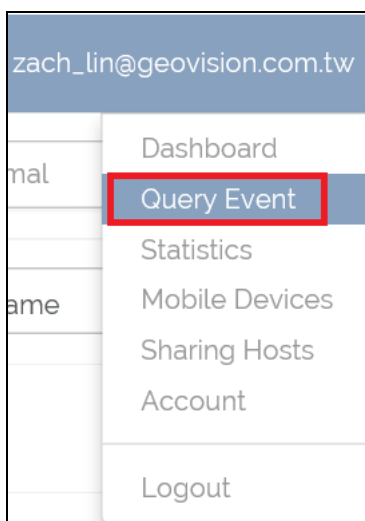 zach_lin@geovision.com.tw
Dashboard
mal
Query Event
Statistics
ame
Mobile Devices
Sharing Hosts
Account
Logout